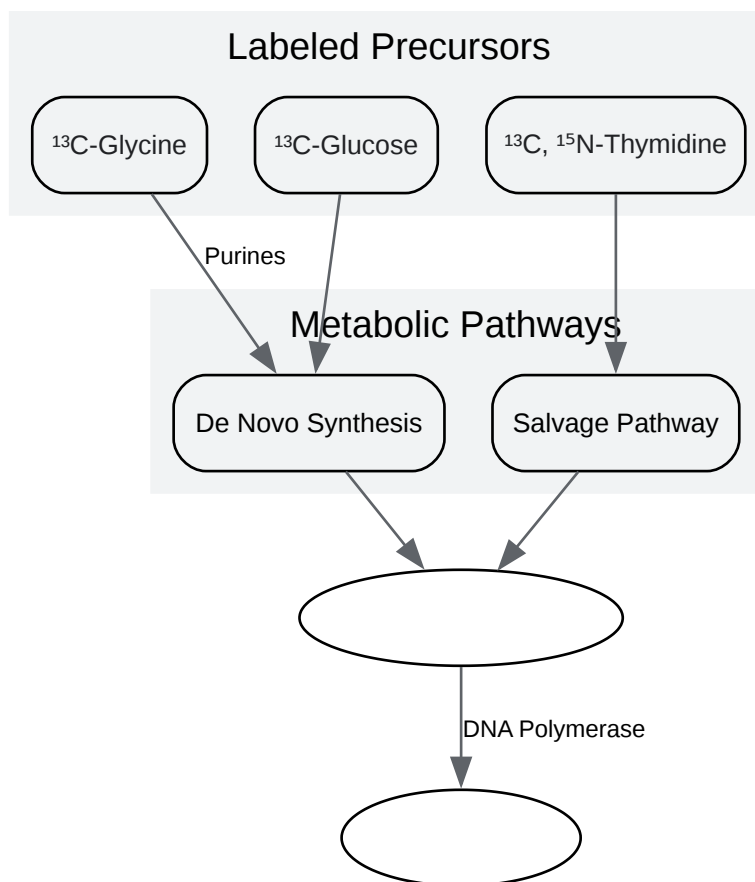 Labeled Precursors
¹³C-Glycine
¹³C-Glucose
¹³C, ¹⁵N-Thymidine
Purines
Metabolic Pathways
De Novo Synthesis
Salvage Pathway
DNA Polymerase